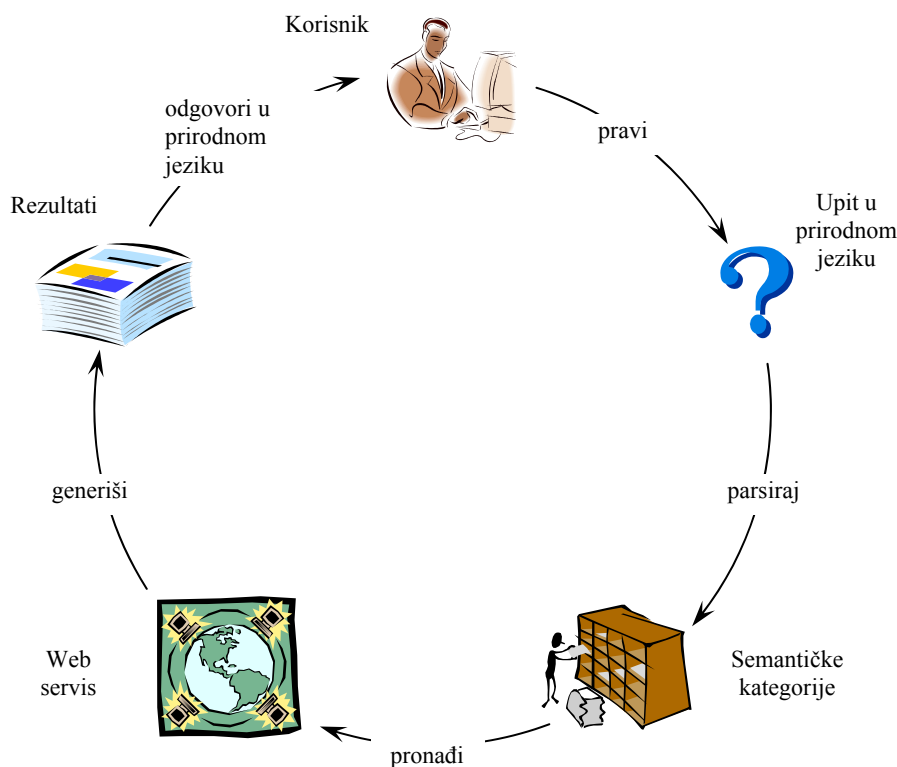 Korisnik
pravi
Upit u
prirodnom
jeziku
parsiraj
Semantičke
kategorije
pronađi
Web
servis
generiši
Rezultati
odgovori u
prirodnom
jeziku